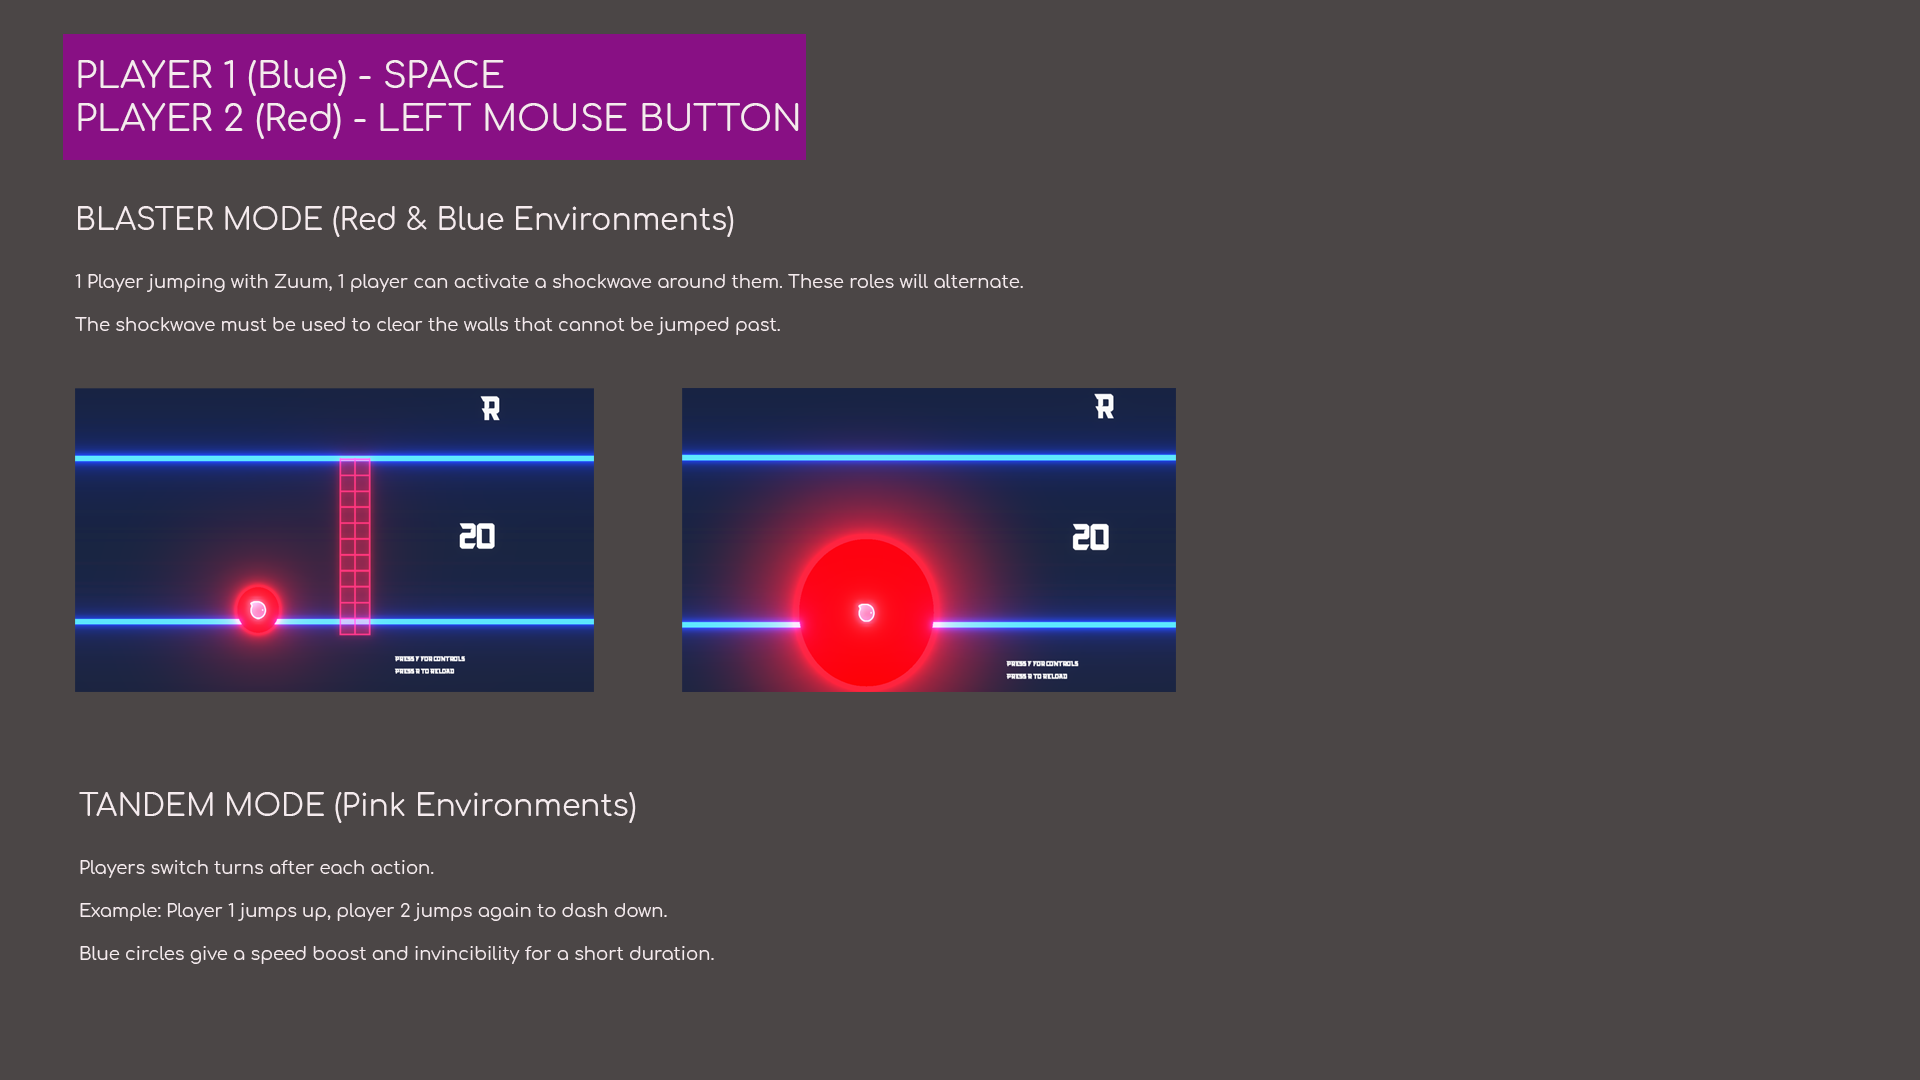 PLAYER 1 (Blue) - SPACE
PLAYER 2 (Red) - LEFT MOUSE BUTTON
BLASTER MODE (Red & Blue Environments)
1 Player jumping with Zuum, 1 player can activate a shockwave around them. These roles will alternate.
The shockwave must be used to clear the walls that cannot be jumped past.
R
20
PRESS F FOR CONTROLS
PRESS R TO RELOAD
R
20
PRESS F FOR CONTROLS
PRESS R TO RELOAD
TANDEM MODE (Pink Environments)
Players switch turns after each action.
Example: Player 1 jumps up, player 2 jumps again to dash down.
Blue circles give a speed boost and invincibility for a short duration.